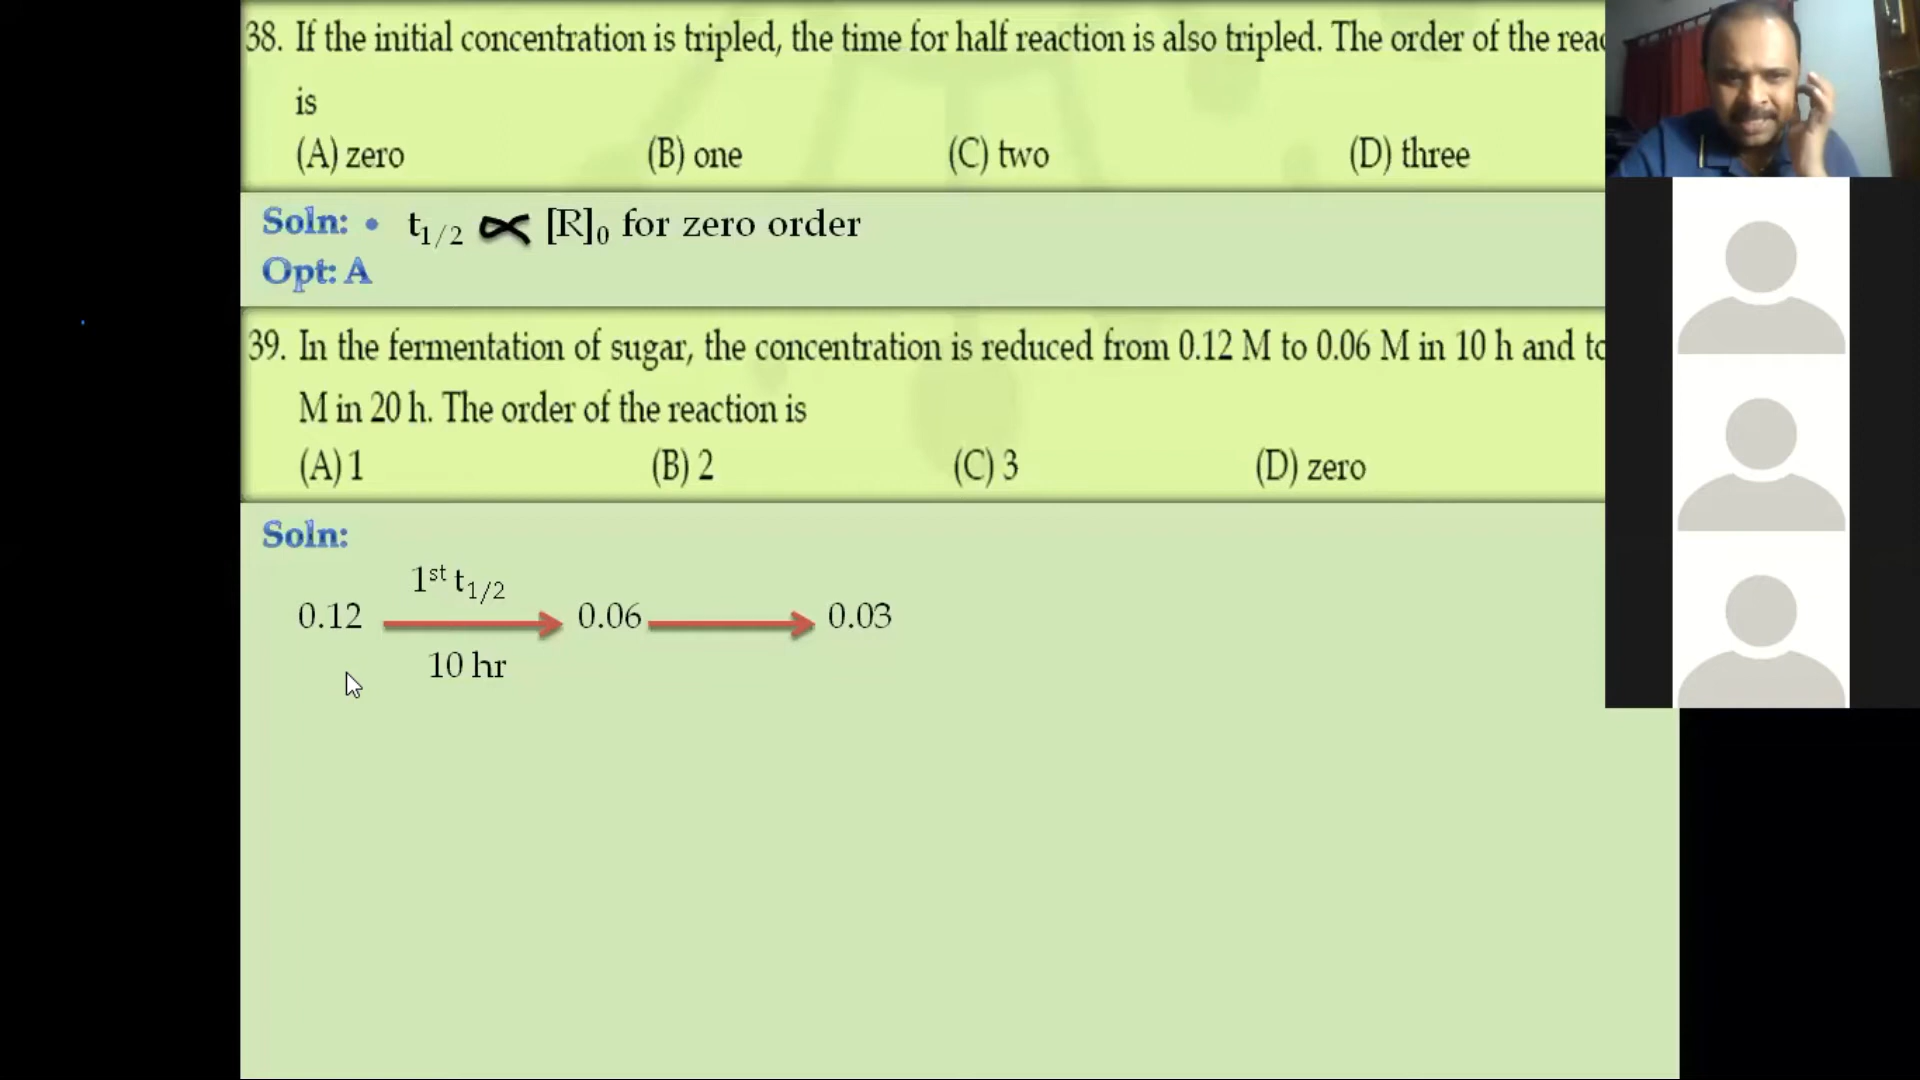 38. If the initial concentration is tripled, the time for half reaction is also tripled. The order of the reac
is
(A) zero (B) one (C) two (D) three
Soln: • t1/2 ∝ [R]0 for zero order
Opt: A
39. In the fermentation of sugar, the concentration is reduced from 0.12 M to 0.06 M in 10 h and to
M in 20 h. The order of the reaction is
(A) 1 (B) 2 (C) 3 (D) zero
Soln:
1st t1/2
0.12 0.06 0.03
10 hr